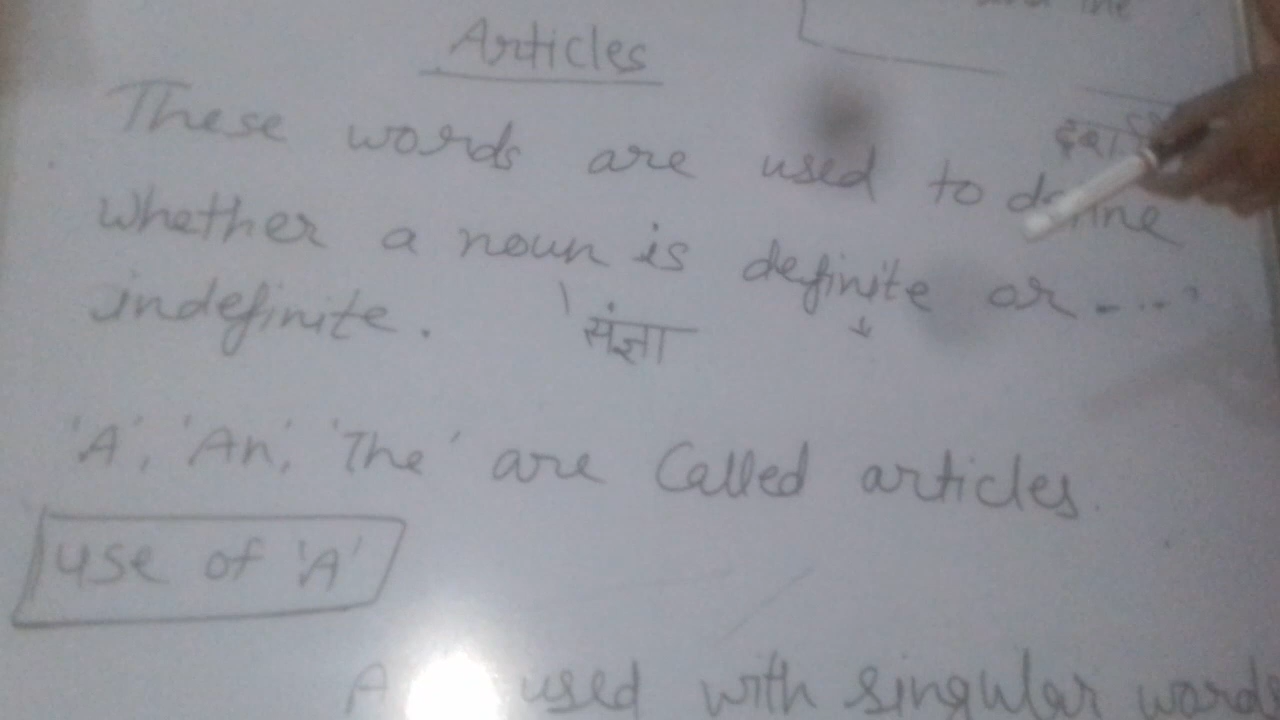 the
Articles
These words are used to define
whether a noun is definite or -...
indefinite.
संज्ञा
'A', 'An', 'The' are called articles.
use of 'A'
A used with singular words